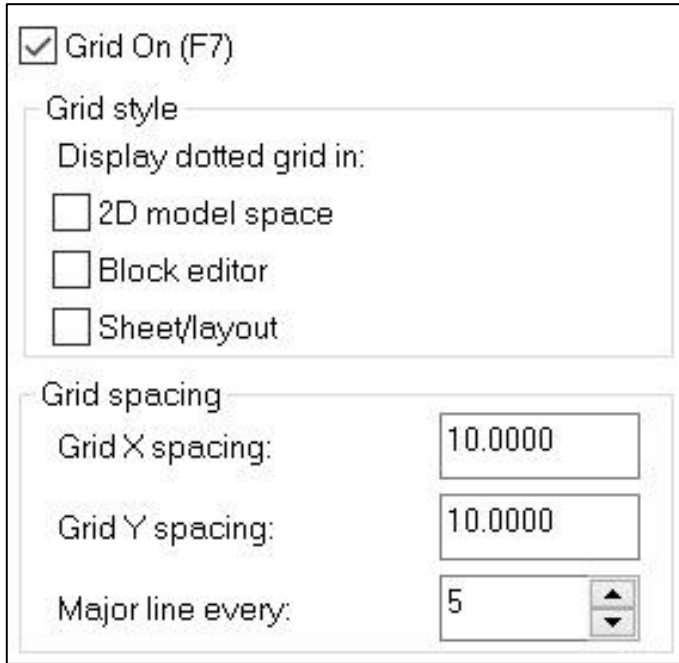 Grid On (F7)
Grid style
Display dotted grid in:
2D model space
Block editor
Sheet/layout
Grid spacing
Grid X spacing: 10.0000
Grid Y spacing: 10.0000
Major line every: 5